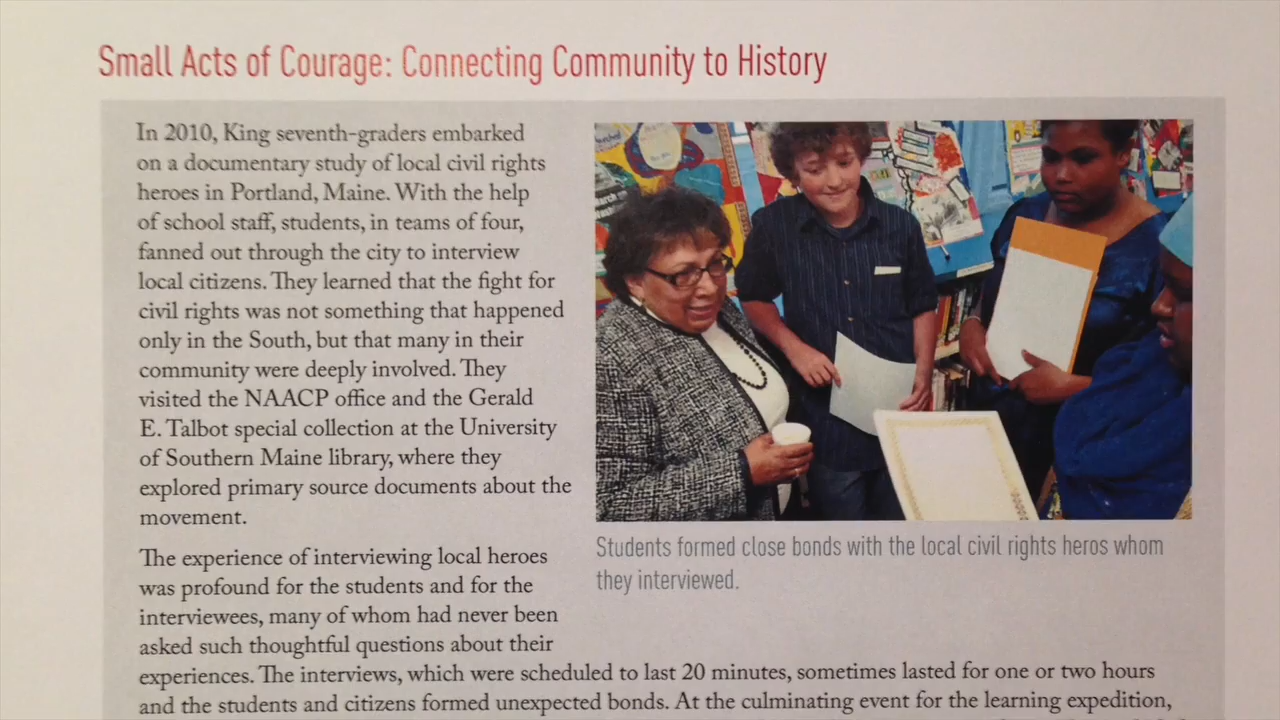 Small Acts of Courage: Connecting Community to History
In 2010, King seventh-graders embarked
on a documentary study of local civil rights
heroes in Portland, Maine. With the help
of school staff, students, in teams of four,
fanned out through the city to interview
local citizens. They learned that the fight for
civil rights was not something that happened
only in the South, but that many in their
community were deeply involved. They
visited the NAACP office and the Gerald
E. Talbot special collection at the University
of Southern Maine library, where they
explored primary source documents about the
movement.
Students formed close bonds with the local civil rights heros whom
they interviewed.
The experience of interviewing local heroes
was profound for the students and for the
interviewees, many of whom had never been
asked such thoughtful questions about their
experiences. The interviews, which were scheduled to last 20 minutes, sometimes lasted for one or two hours
and the students and citizens formed unexpected bonds. At the culminating event for the learning expedition,